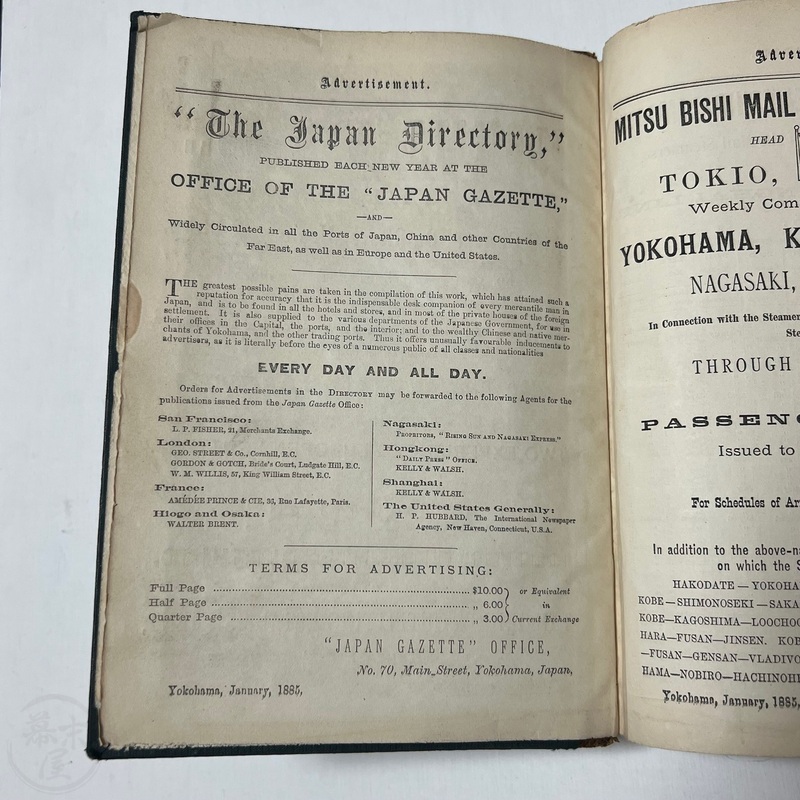 Advertisement.
"The Japan Directory,"
PUBLISHED EACH NEW YEAR AT THE
OFFICE OF THE "JAPAN GAZETTE,"
—AND—
Widely Circulated in all the Ports of Japan, China and other Countries of the
Far East, as well as in Europe and the United States.
THE greatest possible pains are taken in the compilation of this work, which has attained such a
reputation for accuracy that it is the indispensable desk companion of every mercantile man in
Japan, and is to be found in all the hotels and stores, and in most of the private houses of the foreign
settlement. It is also supplied to the various departments of the Japanese Government, for use in
their offices in the Capital, the ports, and the interior; and to the wealthy Chinese and native mer-
chants of Yokohama, and the other trading ports. Thus it offers unusually favourable inducements to
advertisers, as it is literally before the eyes of a numerous public of all classes and nationalities
EVERY DAY AND ALL DAY.
Orders for Advertisements in the DIRECTORY may be forwarded to the following Agents for the
publications issued from the Japan Gazette Office:
San Francisco:
L. P. FISHER, 21, Merchants Exchange.
London:
GEO. STREET & Co., Cornhill, E.C.
GORDON & GOTCH, Bride's Court, Ludgate Hill, E.C.
W. M. WILLIS, 57, King William Street, E.C.
France:
AMÉDÉE PRINCE & CIE, 36, Rue Lafayette, Paris.
Hiogo and Osaka:
WALTER BRENT.
Nagasaki:
PROPRITORS, "RISING SUN AND NAGASAKI EXPRESS."
Hongkong:
"DAILY PRESS" OFFICE.
KELLY & WALSH.
Shanghai:
KELLY & WALSH.
The United States Generally:
H. P. HUBBARD, The International Newspaper
Agency, New Haven, Connecticut, U.S.A.
TERMS FOR ADVERTISING:
Full Page ........ $10.00 or Equivalent
Half Page ........ „ 6.00 in
Quarter Page ........ „ 3.00 Current Exchange
"JAPAN GAZETTE" OFFICE,
No. 70, Main Street, Yokohama, Japan,
Yokohama, January, 1885,
Adver
MITSU BISHI MAIL
HEAD
TOKIO,
Weekly Com
YOKOHAMA, K
NAGASAKI,
In Connection with the Steamer
Ste
THROUGH
PASSENG
Issued to
For Schedules of Ar
In addition to the above-n
on which the S
HAKODATE—YOKOHA
KOBE—SHIMONOSEKI—SAKA
KOBE—KAGOSHIMA—LOOCHOO
HARA—FUSAN—JINSEN. KOB
—FUSAN—GENSAN—VLADIVO
HAMA—NOBIRO—HACHINOHE
Yokohama, January, 1885,
幕末
屋